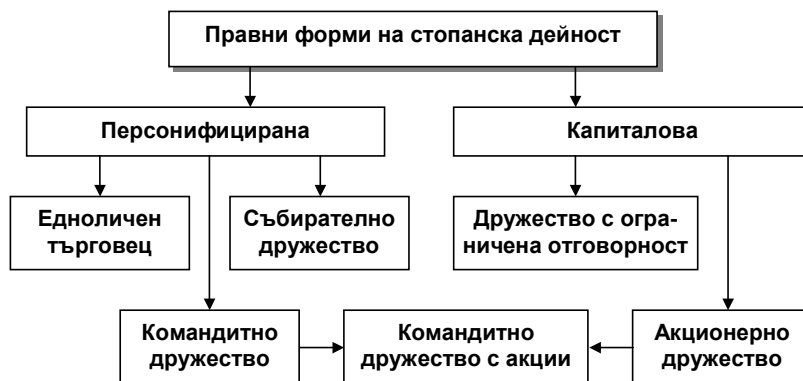 Правни форми на стопанска дейност
Персонифицирана
Капиталова
Едноличен
търговец
Събирателно
дружество
Дружество с огра-
ничена отговорност
Командитно
дружество
Командитно
дружество с акции
Акционерно
дружество